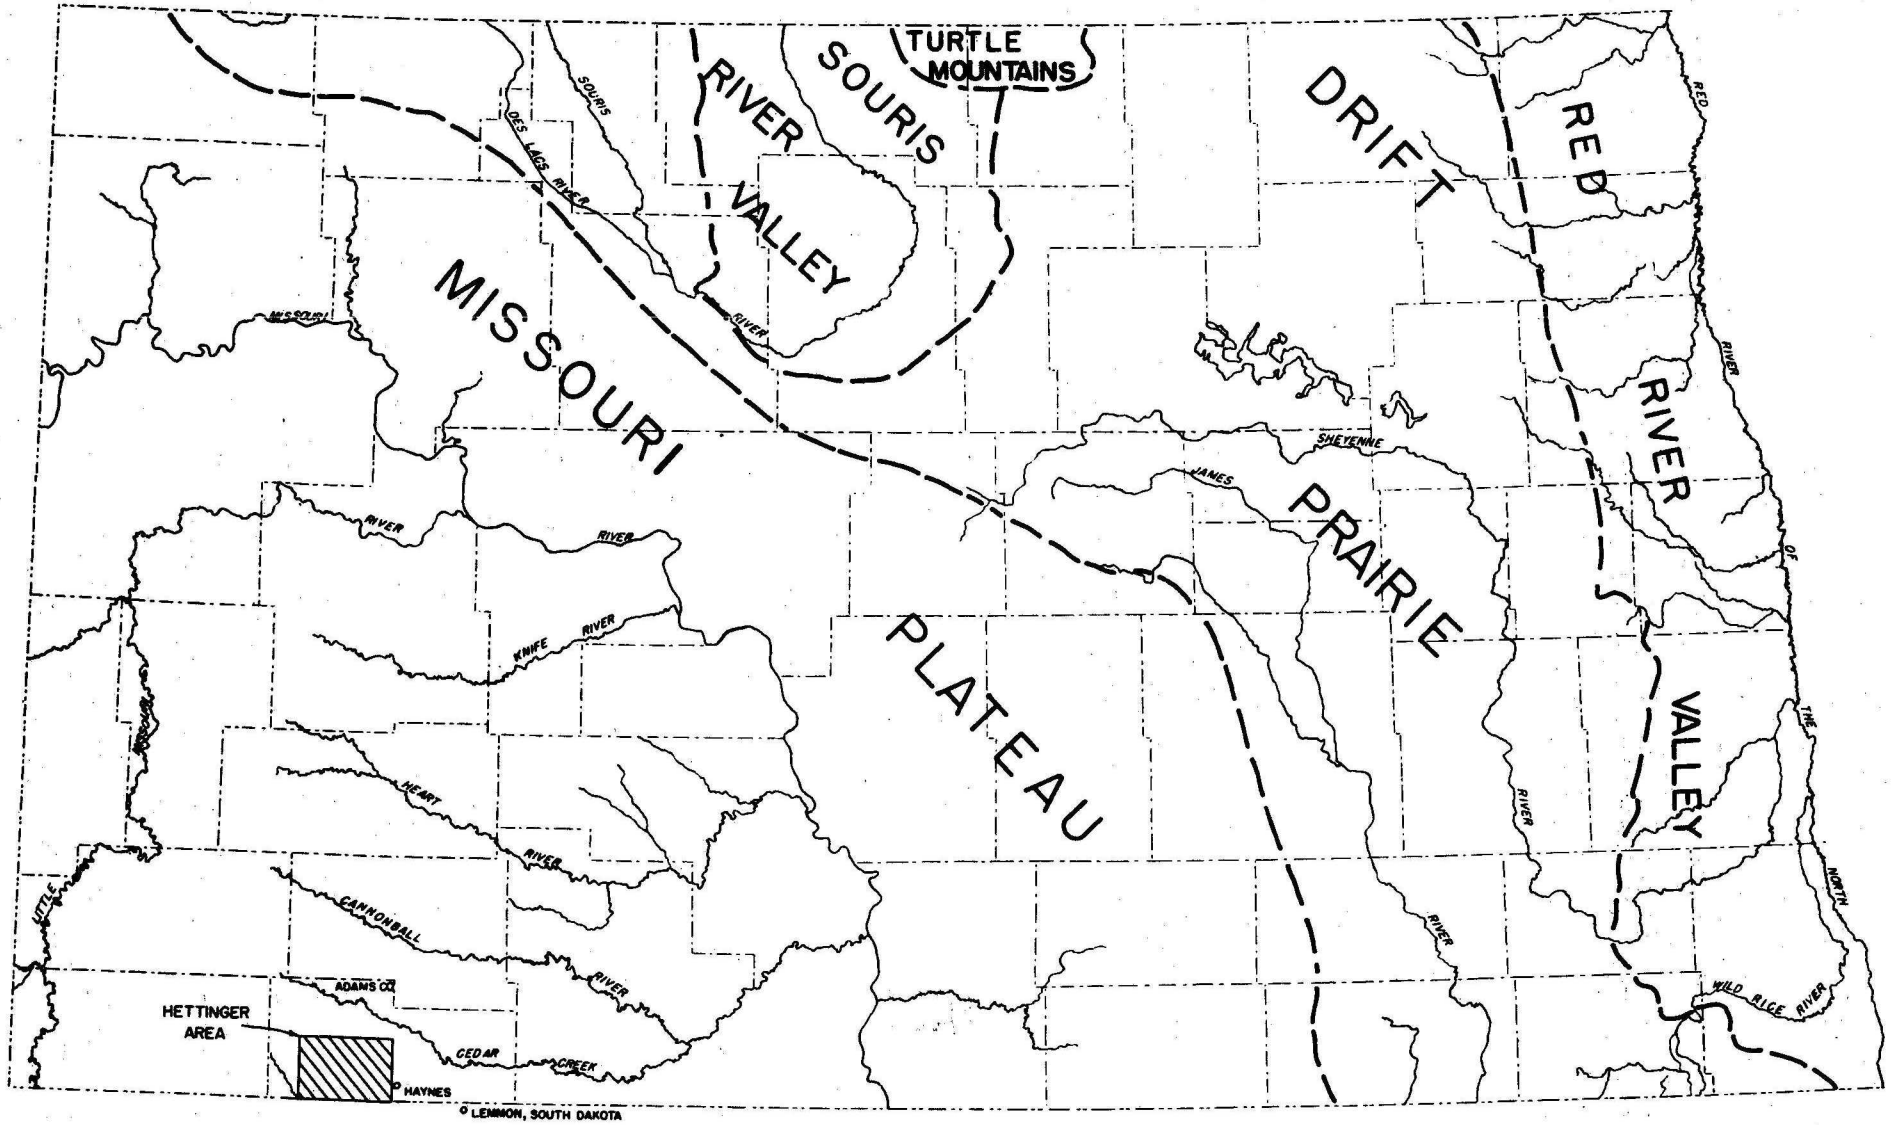 TURTLE
MOUNTAINS
SOURIS
RIVER
VALLEY
DRIFT
PRAIRIE
RED
RIVER
VALLEY
MISSOURI
PLATEAU
SOURIS
RIVER
DES LACS RIVER
MISSOURI
RIVER
LITTLE
MISSOURI
RIVER
KNIFE RIVER
HEART
RIVER
CANNONBALL
RIVER
CEDAR CREEK
SHEYENNE
RIVER
JAMES
RIVER
RED
RIVER
OF
THE
NORTH
WILD RICE RIVER
ADAMS CO.
HETTINGER
AREA
HAYNES
LEMMON, SOUTH DAKOTA